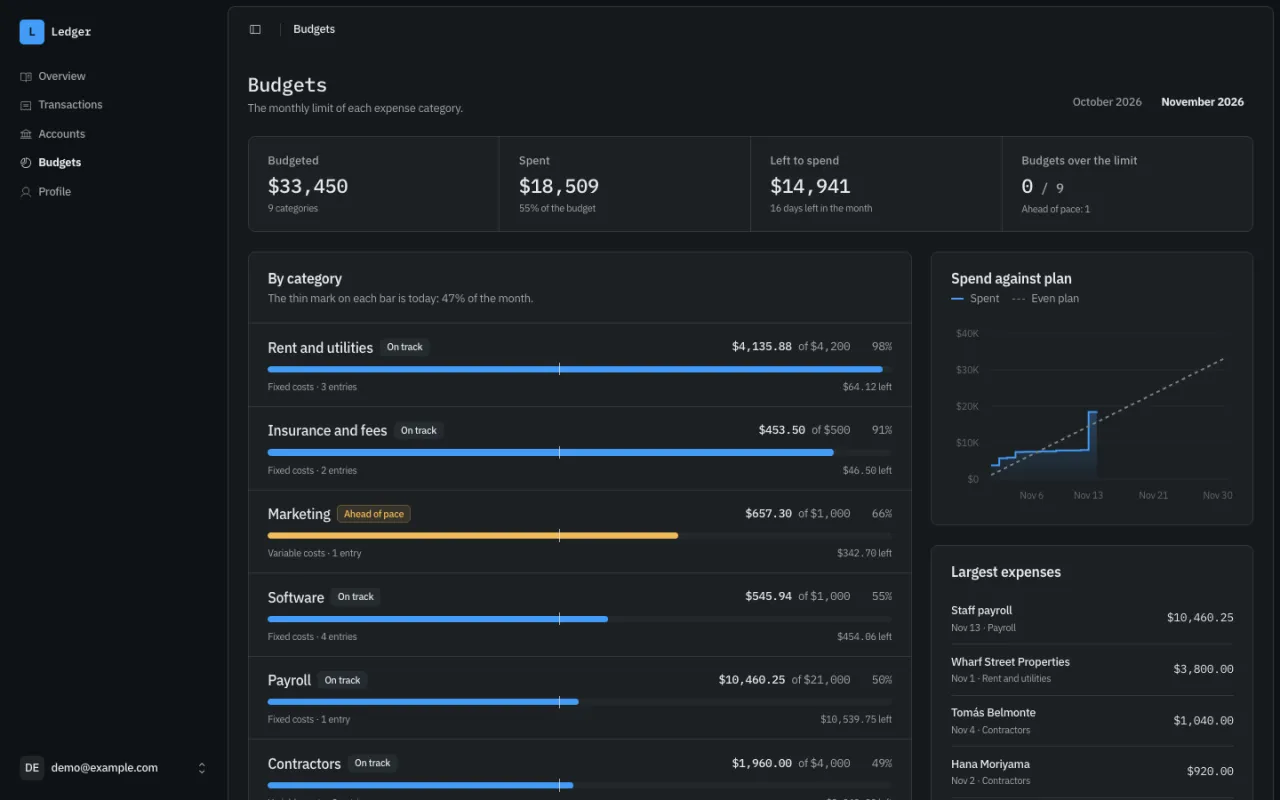 L Ledger
Overview
Transactions
Accounts
Budgets
Profile
DE demo@example.com
Budgets
Budgets
The monthly limit of each expense category.
October 2026 November 2026
Budgeted
$33,450
9 categories
Spent
$18,509
55% of the budget
Left to spend
$14,941
16 days left in the month
Budgets over the limit
0 / 9
Ahead of pace: 1
By category
The thin mark on each bar is today: 47% of the month.
Rent and utilities On track $4,135.88 of $4,200 98%
Fixed costs · 3 entries $64.12 left
Insurance and fees On track $453.50 of $500 91%
Fixed costs · 2 entries $46.50 left
Marketing Ahead of pace $657.30 of $1,000 66%
Variable costs · 1 entry $342.70 left
Software On track $545.94 of $1,000 55%
Fixed costs · 4 entries $454.06 left
Payroll On track $10,460.25 of $21,000 50%
Fixed costs · 1 entry $10,539.75 left
Contractors On track $1,960.00 of $4,000 49%
Spend against plan
Spent Even plan
$40K
$30K
$20K
$10K
$0
Nov 6 Nov 13 Nov 21 Nov 30
Largest expenses
Staff payroll $10,460.25
Nov 13 · Payroll
Wharf Street Properties $3,800.00
Nov 1 · Rent and utilities
Tomás Belmonte $1,040.00
Nov 4 · Contractors
Hana Moriyama $920.00
Nov 2 · Contractors